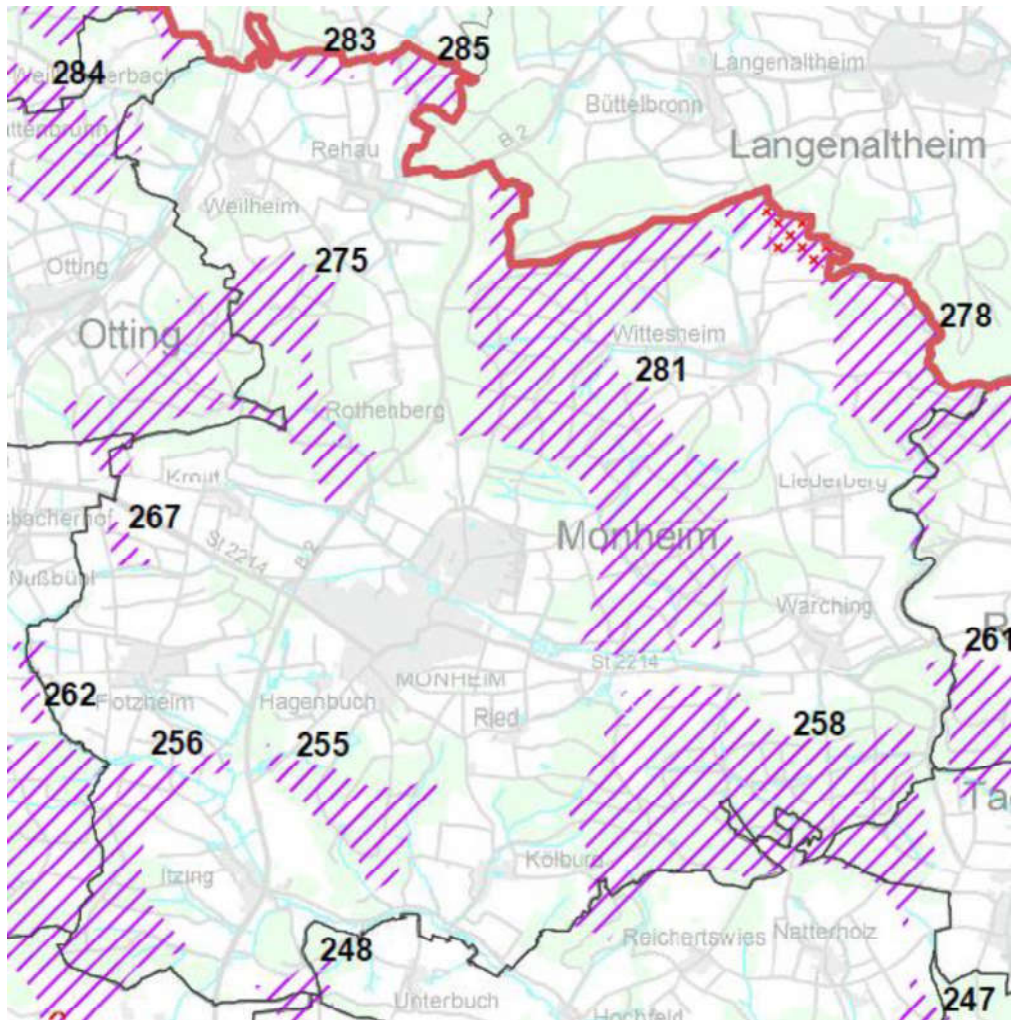 283
285
Langenaltheim
284
Büttelbronn
B 2
Rehau
Langenaltheim
Weilheim
Otting
275
278
Otting
Wittesheim
281
Rothenberg
Kreut
Liederberg
267
St 2214
B 2
Monheim
Nußbühl
Warching
261
St 2214
262
Flotzheim
Hagenbuch
MONHEIM
Ried
258
256
255
Itzing
Kölburg
248
Reichertswies
Natterholz
Unterbuch
247
Hochfeld